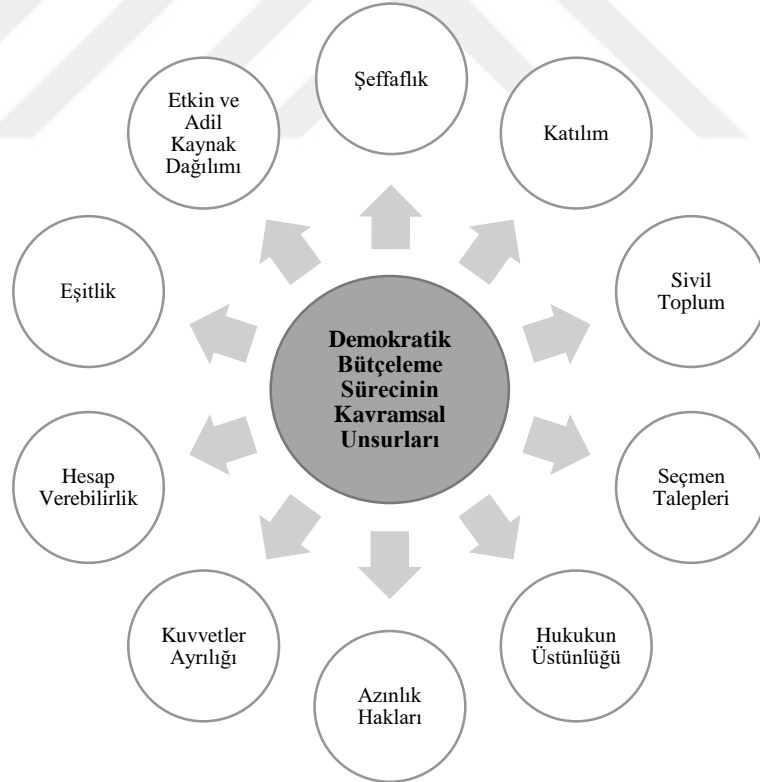 Şeffaflık
Katılım
Sivil
Toplum
Seçmen
Talepleri
Hukukun
Üstünlüğü
Azınlık
Hakları
Kuvvetler
Ayrılığı
Hesap
Verebilirlik
Eşitlik
Etkin ve
Adil
Kaynak
Dağılımı
Demokratik
Bütçeleme
Sürecinin
Kavramsal
Unsurları